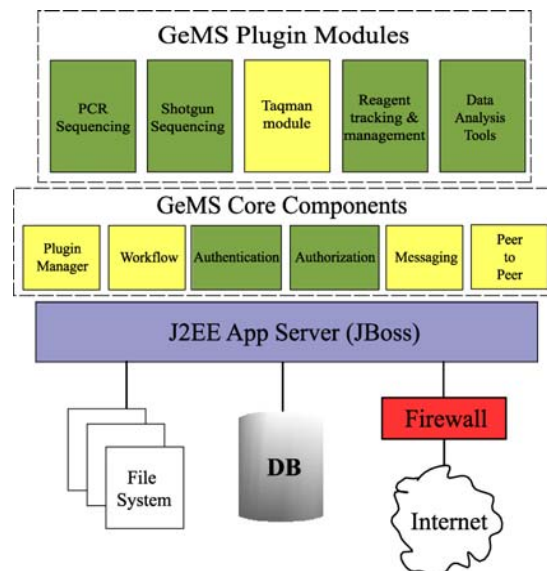 GeMS Plugin Modules
PCR
Sequencing
Shotgun
Sequencing
Taqman
module
Reagent
tracking &
management
Data
Analysis
Tools
GeMS Core Components
Plugin
Manager
Workflow
Authentication
Authorization
Messaging
Peer
to
Peer
J2EE App Server (JBoss)
File
System
DB
Firewall
Internet